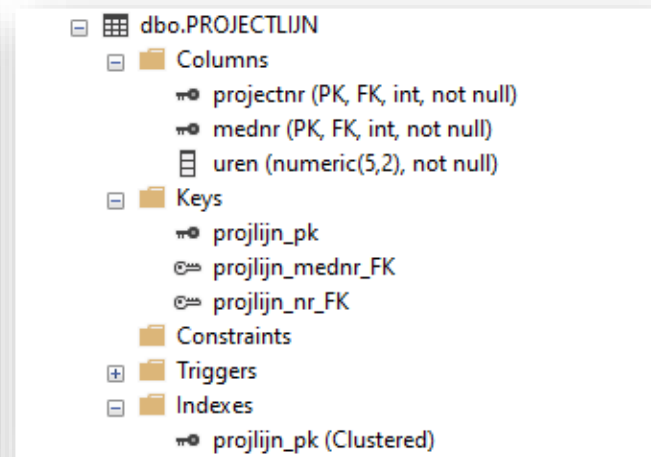 dbo.PROJECTLIJN
Columns
projectnr (PK, FK, int, not null)
mednr (PK, FK, int, not null)
uren (numeric(5,2), not null)
Keys
projlijn_pk
projlijn_mednr_FK
projlijn_nr_FK
Constraints
Triggers
Indexes
projlijn_pk (Clustered)